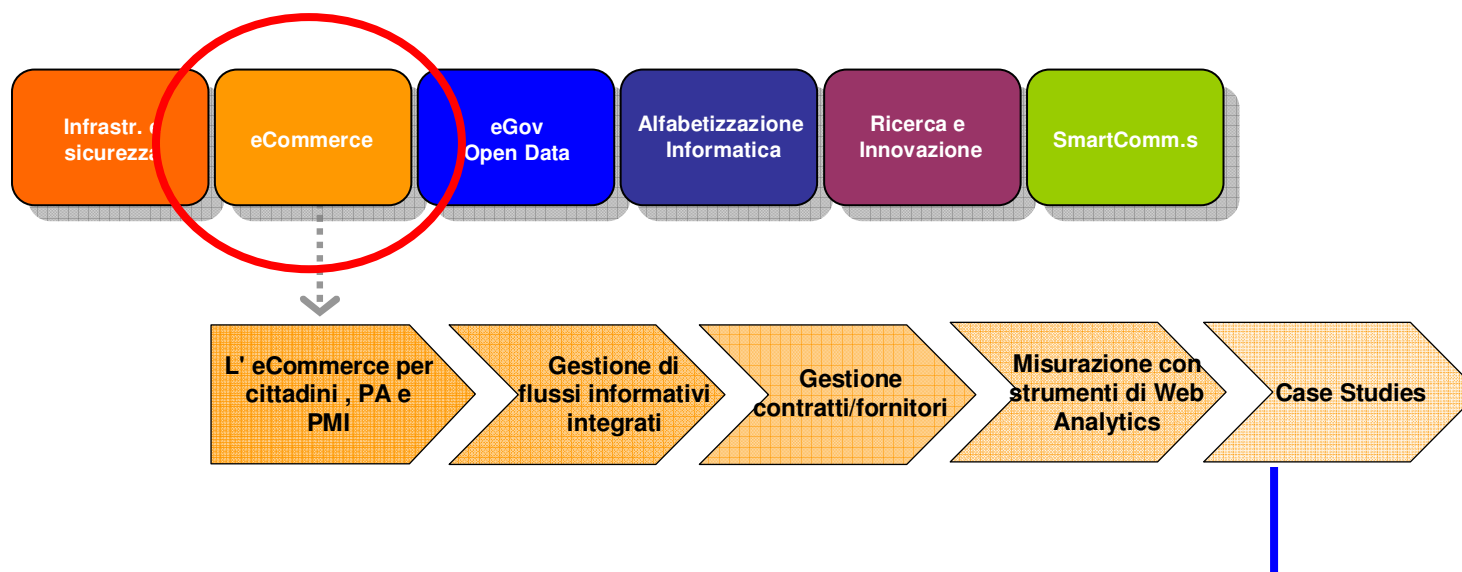 Infrastr. e
sicurezza
eCommerce
eGov
Open Data
Alfabetizzazione
Informatica
Ricerca e
Innovazione
SmartComm.s
L' eCommerce per
cittadini , PA e
PMI
Gestione di
flussi informativi
integrati
Gestione
contratti/fornitori
Misurazione con
strumenti di Web
Analytics
Case Studies